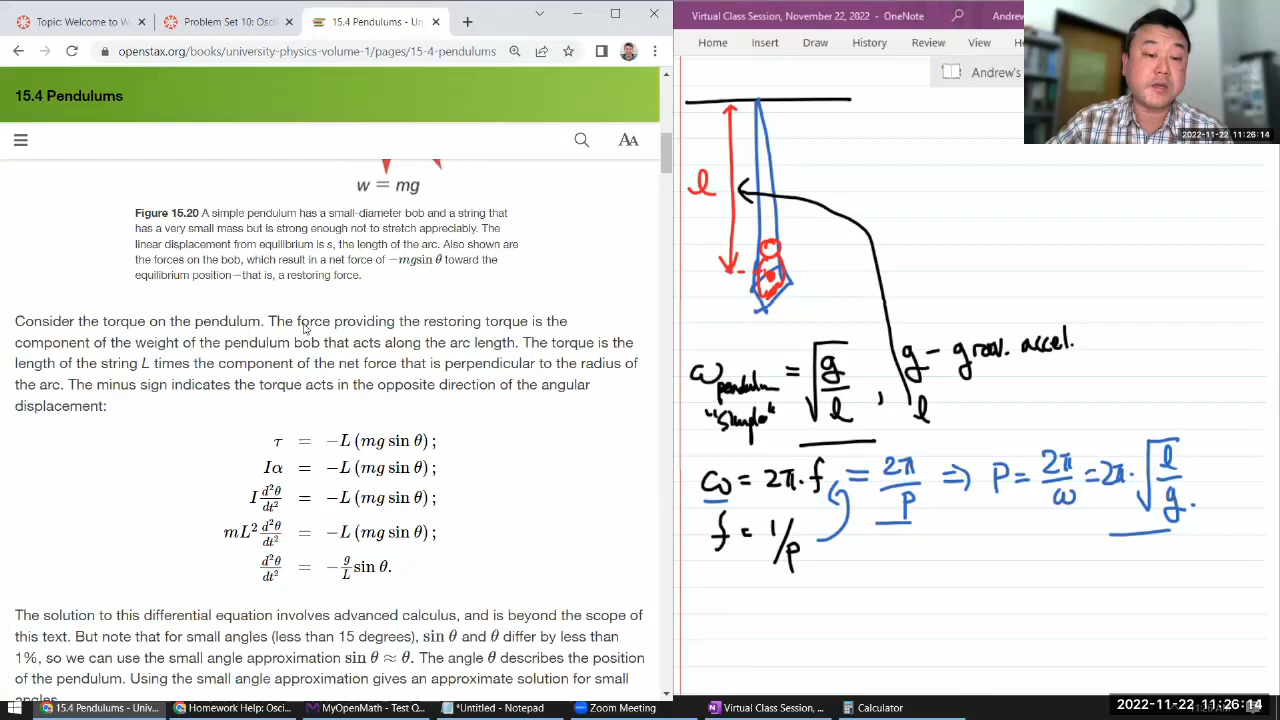 Topic: Welcome to
Problem Set 10: Oscil
15.4 Pendulums - Uni
openstax.org/books/university-physics-volume-1/pages/15-4-pendulums
15.4 Pendulums
AA
w = mg
Figure 15.20 A simple pendulum has a small-diameter bob and a string that
has a very small mass but is strong enough not to stretch appreciably. The
linear displacement from equilibrium is s, the length of the arc. Also shown are
the forces on the bob, which result in a net force of −mg sin θ toward the
equilibrium position—that is, a restoring force.
Consider the torque on the pendulum. The force providing the restoring torque is the
component of the weight of the pendulum bob that acts along the arc length. The torque is the
length of the string L times the component of the net force that is perpendicular to the radius of
the arc. The minus sign indicates the torque acts in the opposite direction of the angular
displacement:
τ = −L (mg sin θ) ;
Iα = −L (mg sin θ) ;
I d²θ/dt² = −L (mg sin θ) ;
mL² d²θ/dt² = −L (mg sin θ) ;
d²θ/dt² = −g/L sin θ.
The solution to this differential equation involves advanced calculus, and is beyond the scope of
this text. But note that for small angles (less than 15 degrees), sin θ and θ differ by less than
1%, so we can use the small angle approximation sin θ ≈ θ. The angle θ describes the position
of the pendulum. Using the small angle approximation gives an approximate solution for small
angles.
Virtual Class Session, November 22, 2022 - OneNote
Andrew
Home Insert Draw History Review View
Andrew's
2022-11-22 11:26:14
l
ω pendulum "simple" = √(g/l) , g – grav. accel.
l
ω = 2π·f = 2π/P ⇒ P = 2π/ω = 2π·√(l/g).
f = 1/P
15.4 Pendulums - Univ...
Homework Help: Osci...
MyOpenMath - Test Q...
*Untitled - Notepad
Zoom Meeting
Virtual Class Session, ...
Calculator
2022-11-22 11:26:14